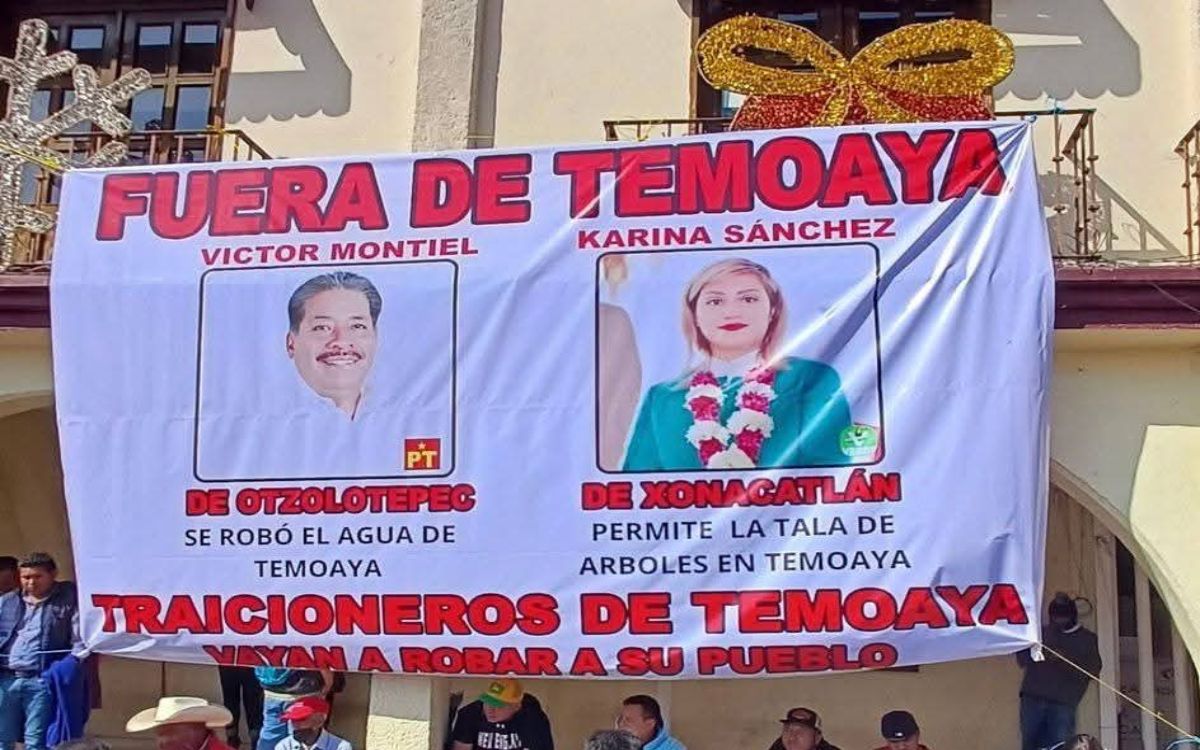 FUERA DE TEMOAYA
VICTOR MONTIEL
KARINA SÁNCHEZ
PT
VERDE
DE OTZOLOTEPEC
SE ROBÓ EL AGUA DE
TEMOAYA
DE XONACATLÁN
PERMITE LA TALA DE
ARBOLES EN TEMOAYA
TRAICIONEROS DE TEMOAYA
VAYAN A ROBAR A SU PUEBLO